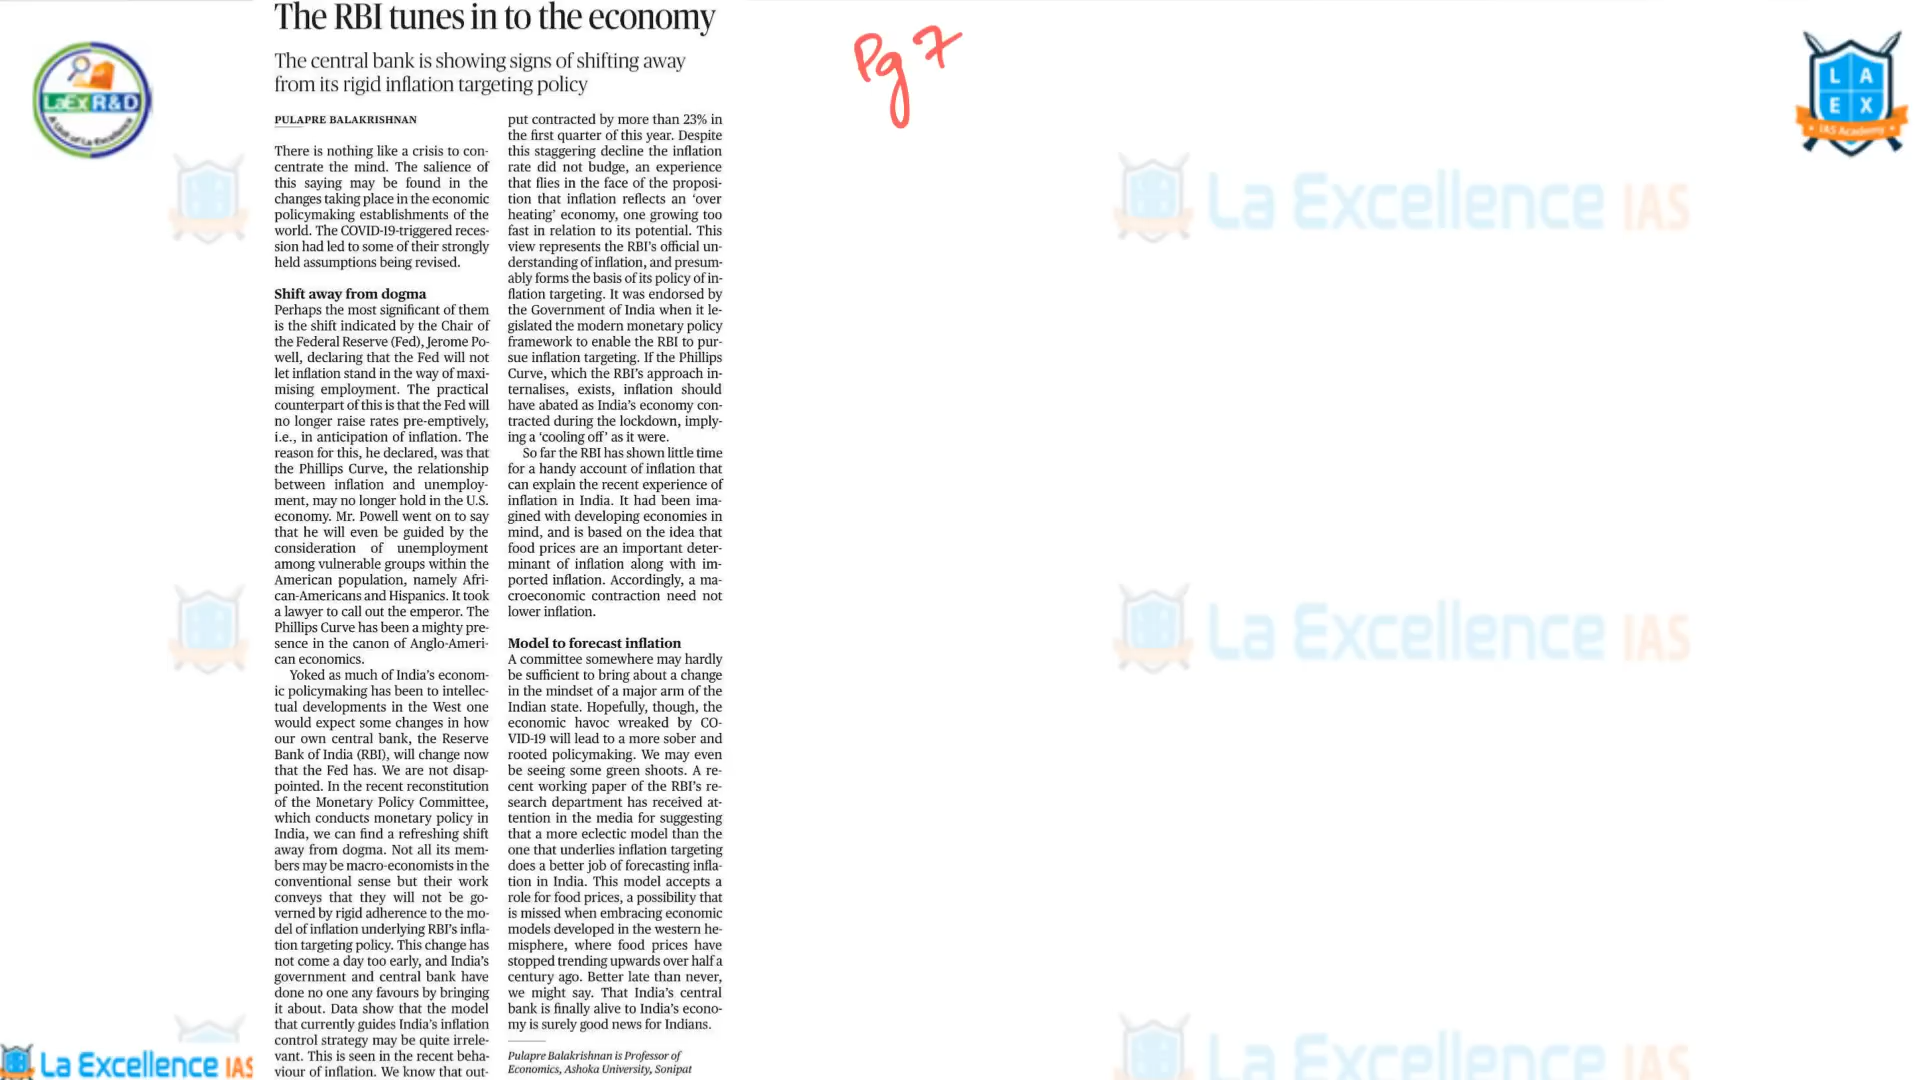 The RBI tunes in to the economy
The central bank is showing signs of shifting away
from its rigid inflation targeting policy
PULAPRE BALAKRISHNAN
There is nothing like a crisis to con-
centrate the mind. The salience of
this saying may be found in the
changes taking place in the economic
policymaking establishments of the
world. The COVID-19-triggered reces-
sion had led to some of their strongly
held assumptions being revised.
Shift away from dogma
Perhaps the most significant of them
is the shift indicated by the Chair of
the Federal Reserve (Fed), Jerome Po-
well, declaring that the Fed will not
let inflation stand in the way of maxi-
mising employment. The practical
counterpart of this is that the Fed will
no longer raise rates pre-emptively,
i.e., in anticipation of inflation. The
reason for this, he declared, was that
the Phillips Curve, the relationship
between inflation and unemploy-
ment, may no longer hold in the U.S.
economy. Mr. Powell went on to say
that he will even be guided by the
consideration of unemployment
among vulnerable groups within the
American population, namely Afri-
can-Americans and Hispanics. It took
a lawyer to call out the emperor. The
Phillips Curve has been a mighty pre-
sence in the canon of Anglo-Ameri-
can economics.
Yoked as much of India's econom-
ic policymaking has been to intellec-
tual developments in the West one
would expect some changes in how
our own central bank, the Reserve
Bank of India (RBI), will change now
that the Fed has. We are not disap-
pointed. In the recent reconstitution
of the Monetary Policy Committee,
which conducts monetary policy in
India, we can find a refreshing shift
away from dogma. Not all its mem-
bers may be macro-economists in the
conventional sense but their work
conveys that they will not be go-
verned by rigid adherence to the mo-
del of inflation underlying RBI's infla-
tion targeting policy. This change has
not come a day too early, and India's
government and central bank have
done no one any favours by bringing
it about. Data show that the model
that currently guides India's inflation
control strategy may be quite irrele-
vant. This is seen in the recent beha-
viour of inflation. We know that out-
put contracted by more than 23% in
the first quarter of this year. Despite
this staggering decline the inflation
rate did not budge, an experience
that flies in the face of the proposi-
tion that inflation reflects an 'over
heating' economy, one growing too
fast in relation to its potential. This
view represents the RBI's official un-
derstanding of inflation, and presum-
ably forms the basis of its policy of in-
flation targeting. It was endorsed by
the Government of India when it le-
gislated the modern monetary policy
framework to enable the RBI to pur-
sue inflation targeting. If the Phillips
Curve, which the RBI's approach in-
ternalises, exists, inflation should
have abated as India's economy con-
tracted during the lockdown, imply-
ing a 'cooling off' as it were.
So far the RBI has shown little time
for a handy account of inflation that
can explain the recent experience of
inflation in India. It had been ima-
gined with developing economies in
mind, and is based on the idea that
food prices are an important deter-
minant of inflation along with im-
ported inflation. Accordingly, a ma-
croeconomic contraction need not
lower inflation.
Model to forecast inflation
A committee somewhere may hardly
be sufficient to bring about a change
in the mindset of a major arm of the
Indian state. Hopefully, though, the
economic havoc wreaked by CO-
VID-19 will lead to a more sober and
rooted policymaking. We may even
be seeing some green shoots. A re-
cent working paper of the RBI's re-
search department has received at-
tention in the media for suggesting
that a more eclectic model than the
one that underlies inflation targeting
does a better job of forecasting infla-
tion in India. This model accepts a
role for food prices, a possibility that
is missed when embracing economic
models developed in the western he-
misphere, where food prices have
stopped trending upwards over half a
century ago. Better late than never,
we might say. That India's central
bank is finally alive to India's econo-
my is surely good news for Indians.
Pulapre Balakrishnan is Professor of
Economics, Ashoka University, Sonipat
Pg 7
LaEx R&D
A Unit of La Excellence
L A
E X
IAS Academy
La Excellence IAS
La Excellence IAS
La Excellence IAS
La Excellence IAS